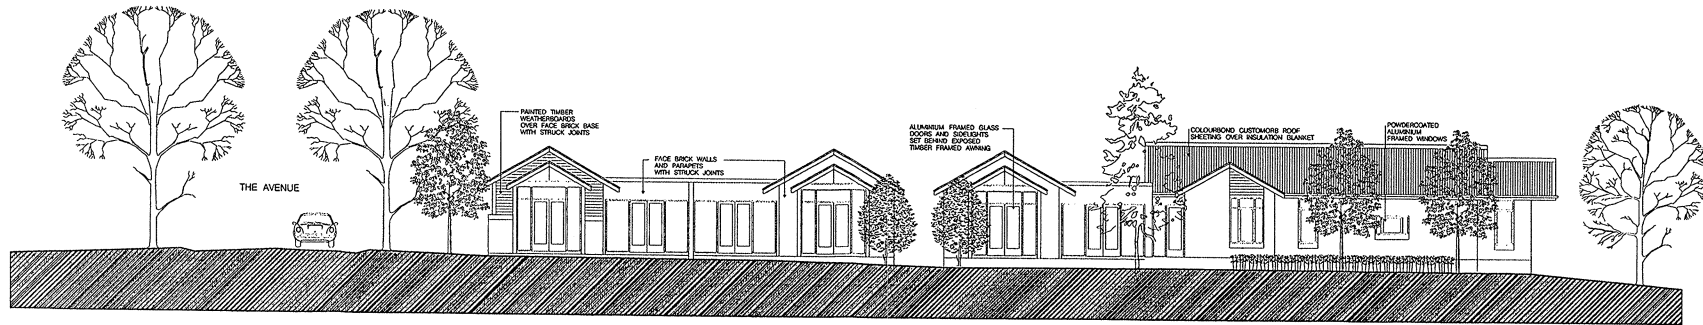 PAINTED TIMBER
WEATHERBOARDS
OVER FACE BRICK BASE
WITH STRUCK JOINTS
THE AVENUE
FACE BRICK WALLS
AND PARAPETS
WITH STRUCK JOINTS
ALUMINIUM FRAMED GLASS
DOORS AND SIDELIGHTS
SET BEHIND EXPOSED
TIMBER FRAMED AWNING
COLOURBOND CUSTOMORB ROOF
SHEETING OVER INSULATION BLANKET
POWDERCOATED
ALUMINIUM
FRAMED WINDOWS